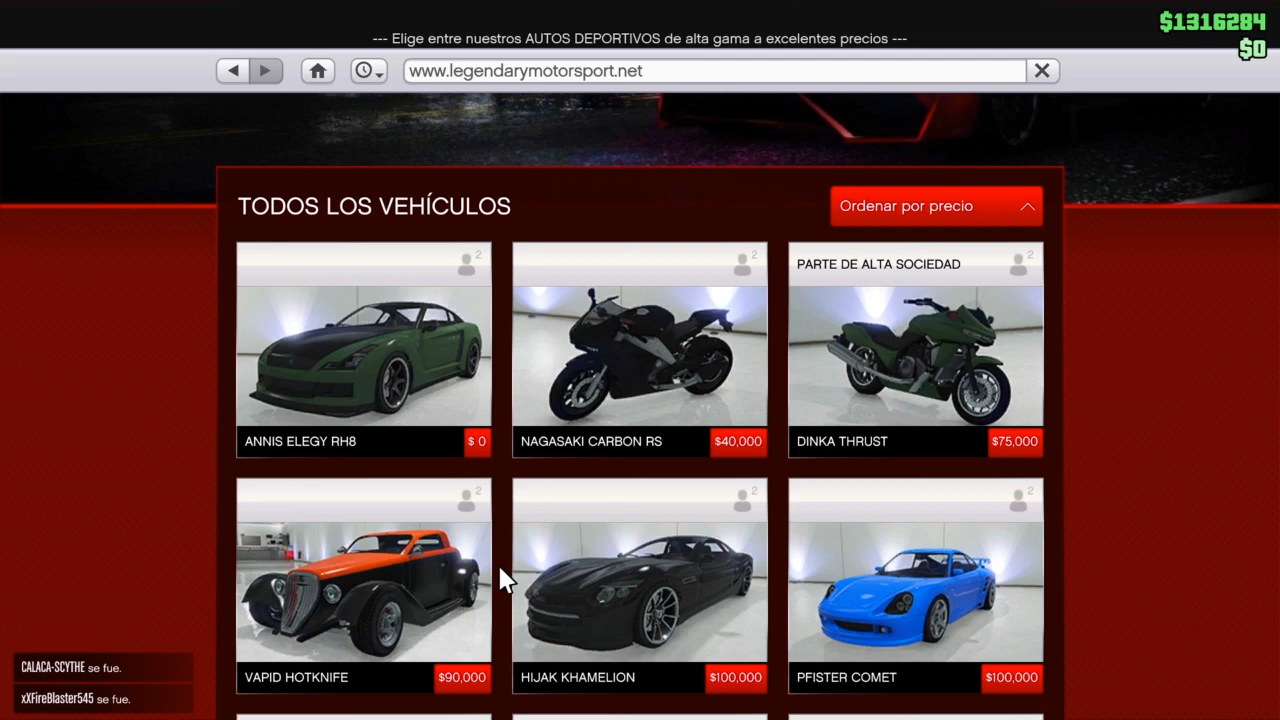 $1316284
--- Elige entre nuestros AUTOS DEPORTIVOS de alta gama a excelentes precios ---
$0
www.legendarymotorsport.net
TODOS LOS VEHÍCULOS
Ordenar por precio
2
2
PARTE DE ALTA SOCIEDAD
2
ANNIS ELEGY RH8
$ 0
NAGASAKI CARBON RS
$40,000
DINKA THRUST
$75,000
2
2
2
VAPID HOTKNIFE
$90,000
HIJAK KHAMELION
$100,000
PFISTER COMET
$100,000
CALACA-SCYTHE se fue.
xXFireBlaster545 se fue.